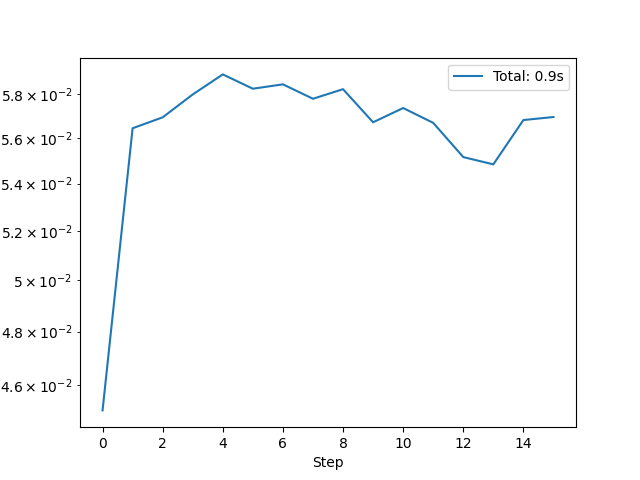 Total: 0.9s
5.8 × 10⁻²
5.6 × 10⁻²
5.4 × 10⁻²
5.2 × 10⁻²
5 × 10⁻²
4.8 × 10⁻²
4.6 × 10⁻²
0 2 4 6 8 10 12 14
Step